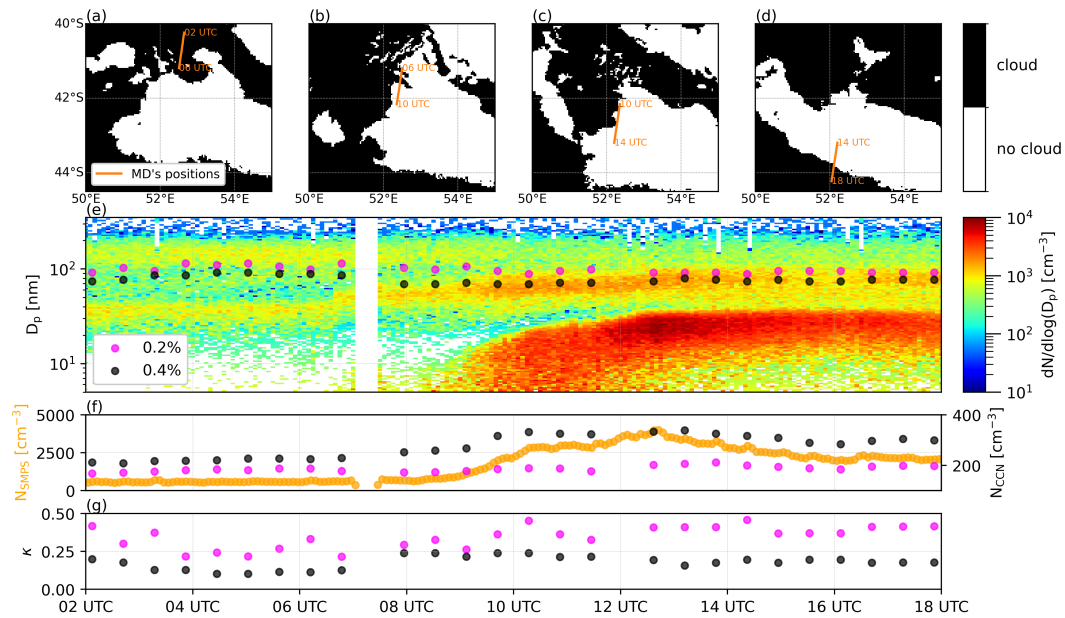 (a)
(b)
(c)
(d)
40°S
42°S
44°S
02 UTC
06 UTC
06 UTC
10 UTC
10 UTC
14 UTC
14 UTC
18 UTC
MD's positions
50°E
52°E
54°E
50°E
52°E
54°E
50°E
52°E
54°E
50°E
52°E
54°E
cloud
no cloud
(e)
Dp [nm]
10²
10¹
0.2%
0.4%
10⁴
10³
10²
10¹
dN/dlog(Dp) [cm⁻³]
(f)
NSMPS [cm⁻³]
5000
2500
0
400
200
NCCN [cm⁻³]
(g)
κ
0.50
0.25
0.00
02 UTC
04 UTC
06 UTC
08 UTC
10 UTC
12 UTC
14 UTC
16 UTC
18 UTC